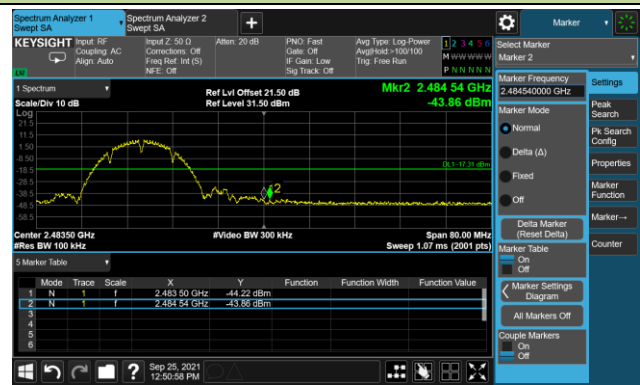 Spectrum Analyzer 1
Swept SA
Spectrum Analyzer 2
Swept SA
Marker
KEYSIGHT
Input: RF
Coupling: AC
Align: Auto
Input Z: 50 Ω
Corrections: Off
Freq Ref: Int (S)
NFE: Off
Atten: 20 dB
PNO: Fast
Gate: Off
IF Gain: Low
Sig Track: Off
Avg Type: Log-Power
Avg|Hold:>100/100
Trig: Free Run
1 2 3 4 5 6
M W W W W W
P N N N N N
LV
Select Marker
Marker 2
1 Spectrum
Scale/Div 10 dB
Log
Ref Lvl Offset 21.50 dB
Ref Level 31.50 dBm
Mkr2 2.484 54 GHz
-43.86 dBm
21.5
11.5
1.50
-8.50
-18.5
-28.5
-38.5
-48.5
-58.5
DL1 -17.31 dBm
2
Center 2.48350 GHz
#Res BW 100 kHz
#Video BW 300 kHz
Span 80.00 MHz
Sweep 1.07 ms (2001 pts)
5 Marker Table
Mode Trace Scale X Y Function Function Width Function Value
1 N 1 f 2.483 50 GHz -44.22 dBm
2 N 1 f 2.484 54 GHz -43.86 dBm
3
4
5
6
Marker Frequency
2.484540000 GHz
Marker Mode
Normal
Delta (Δ)
Fixed
Off
Delta Marker
(Reset Delta)
Marker Table
On
Off
Marker Settings
Diagram
All Markers Off
Couple Markers
On
Off
Settings
Peak
Search
Pk Search
Config
Properties
Marker
Function
Marker→
Counter
Sep 25, 2021
12:50:58 PM